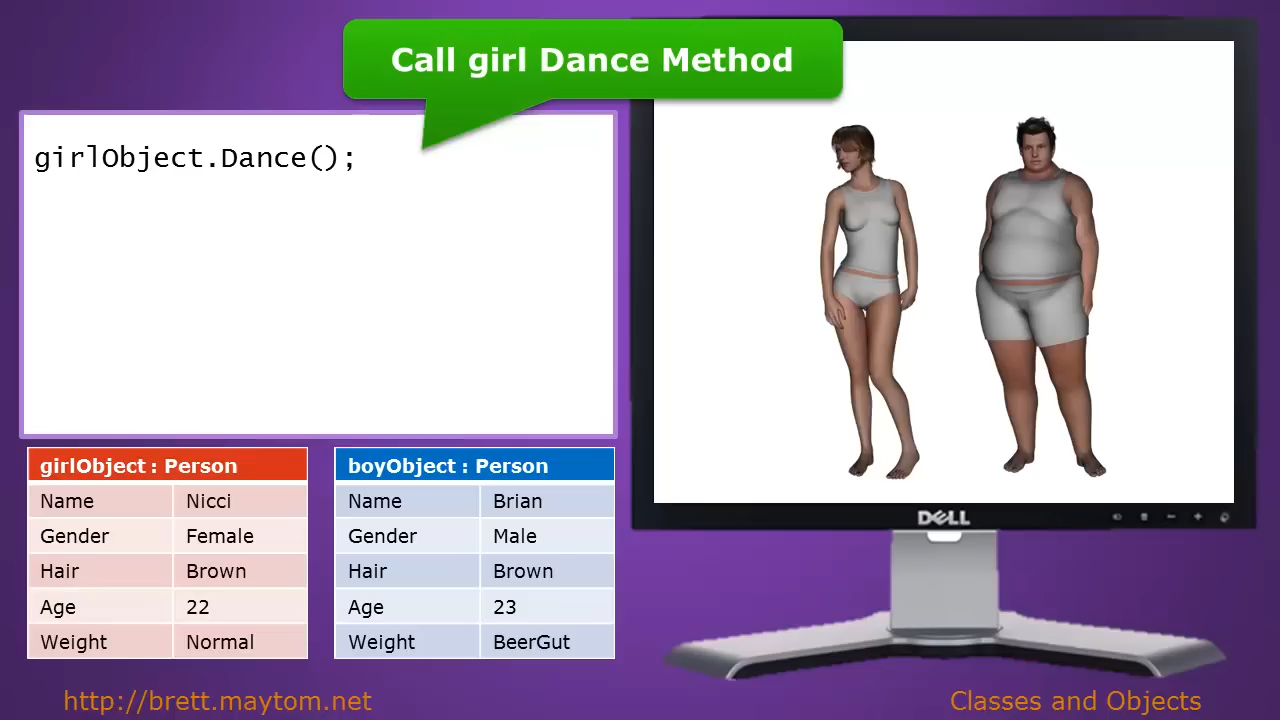 Call girl Dance Method
girlObject.Dance();
girlObject : Person
Name Nicci
Gender Female
Hair Brown
Age 22
Weight Normal
boyObject : Person
Name Brian
Gender Male
Hair Brown
Age 23
Weight BeerGut
DELL
http://brett.maytom.net
Classes and Objects